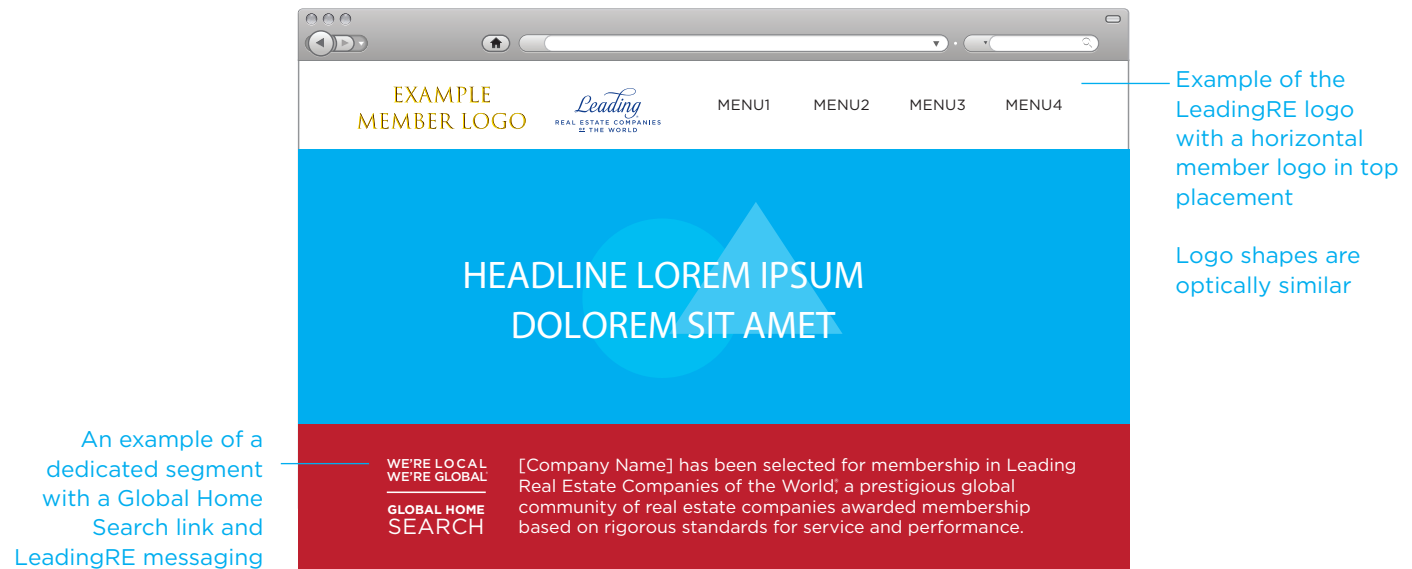 EXAMPLE
MEMBER LOGO
Leading
REAL ESTATE COMPANIES
OF THE WORLD
MENU1 MENU2 MENU3 MENU4
Example of the
LeadingRE logo
with a horizontal
member logo in top
placement
Logo shapes are
optically similar
HEADLINE LOREM IPSUM
DOLOREM SIT AMET
An example of a
dedicated segment
with a Global Home
Search link and
LeadingRE messaging
WE'RE LOCAL
WE'RE GLOBAL®
GLOBAL HOME
SEARCH
[Company Name] has been selected for membership in Leading
Real Estate Companies of the World®, a prestigious global
community of real estate companies awarded membership
based on rigorous standards for service and performance.